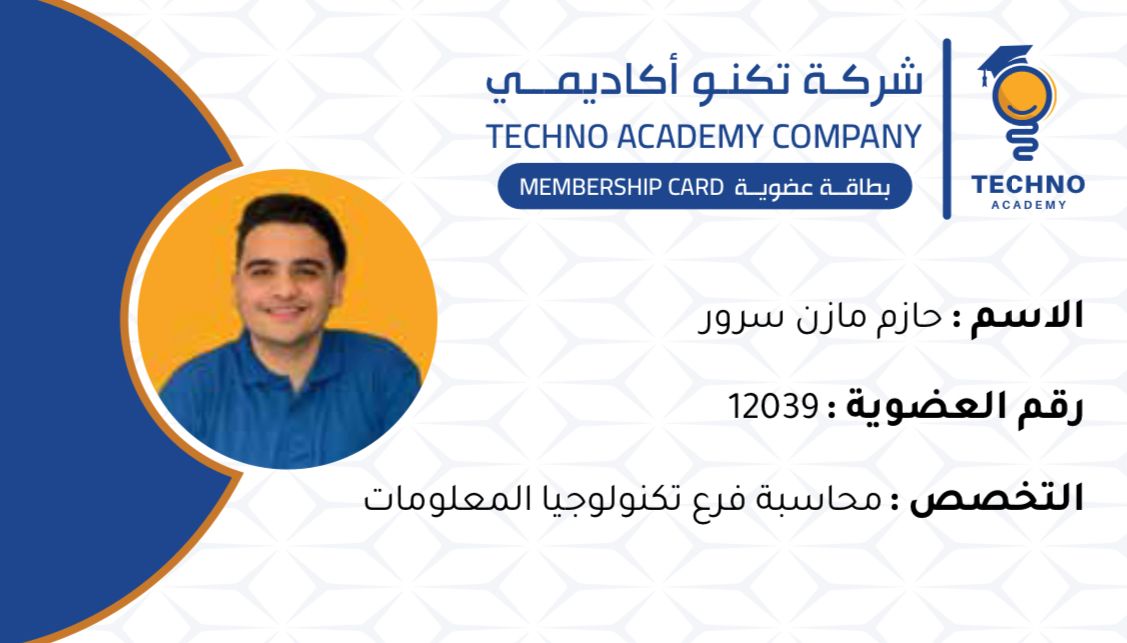 شركة تكنو أكاديمي
TECHNO ACADEMY COMPANY
بطاقة عضوية MEMBERSHIP CARD
TECHNO
ACADEMY
الاسم : حازم مازن سرور
رقم العضوية : 12039
التخصص : محاسبة فرع تكنولوجيا المعلومات